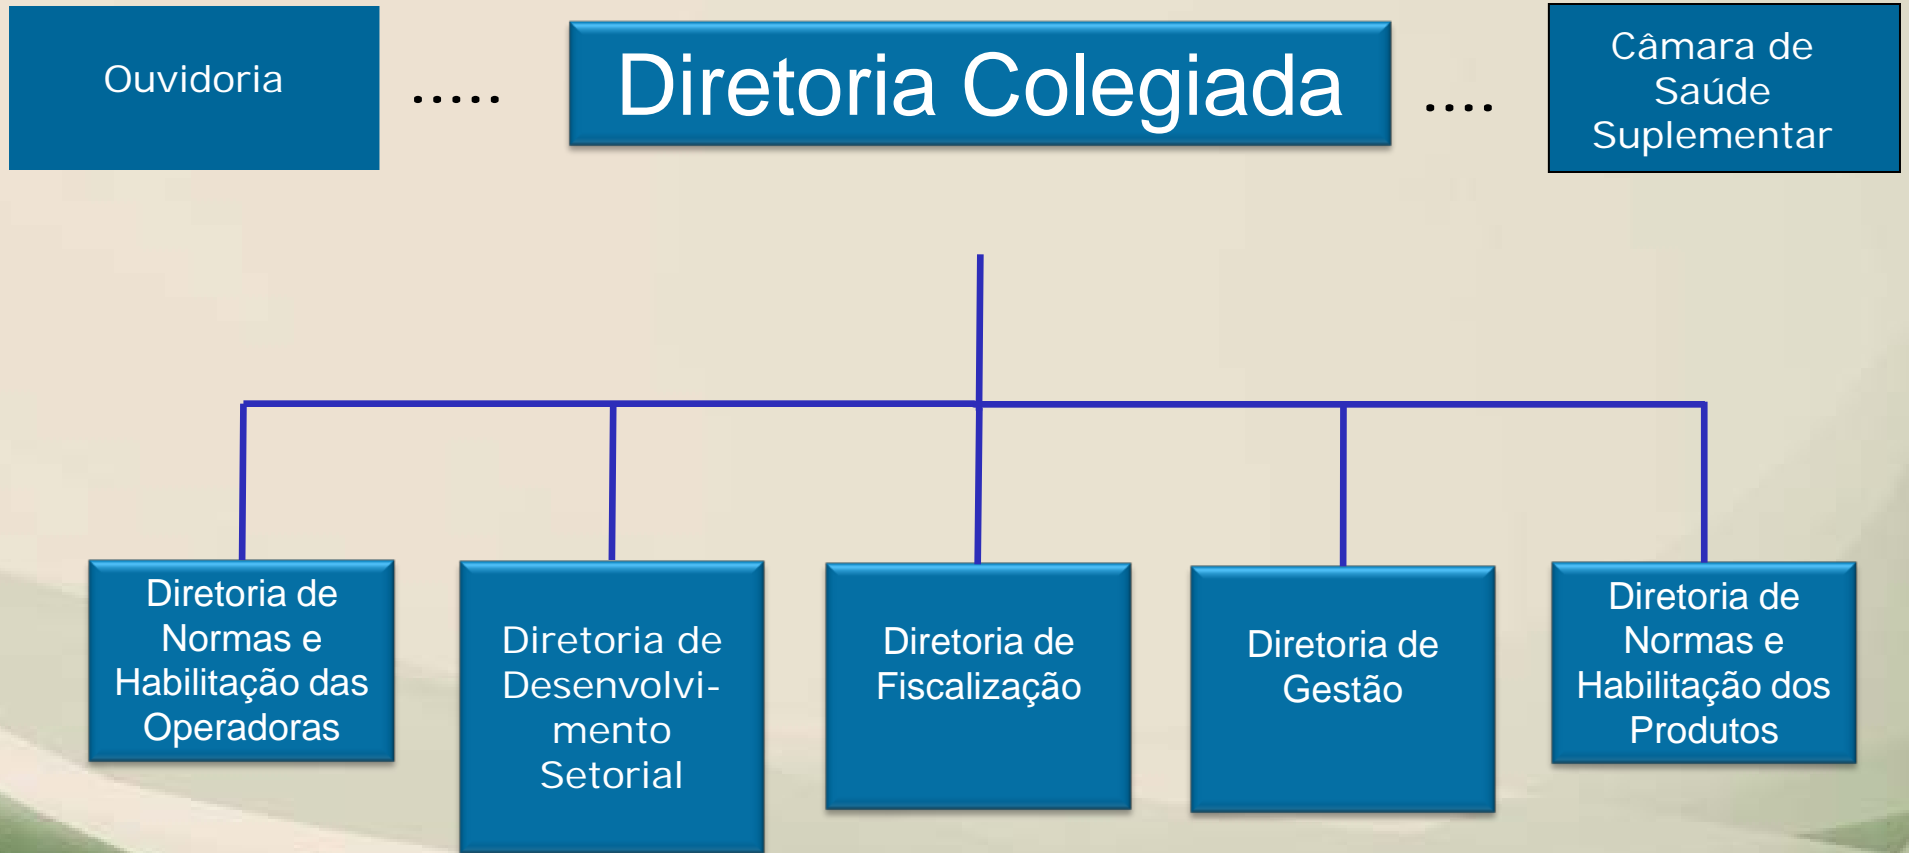 Ouvidoria
.....
Diretoria Colegiada
....
Câmara de
Saúde
Suplementar
Diretoria de
Normas e
Habilitação das
Operadoras
Diretoria de
Desenvolvi-
mento
Setorial
Diretoria de
Fiscalização
Diretoria de
Gestão
Diretoria de
Normas e
Habilitação dos
Produtos